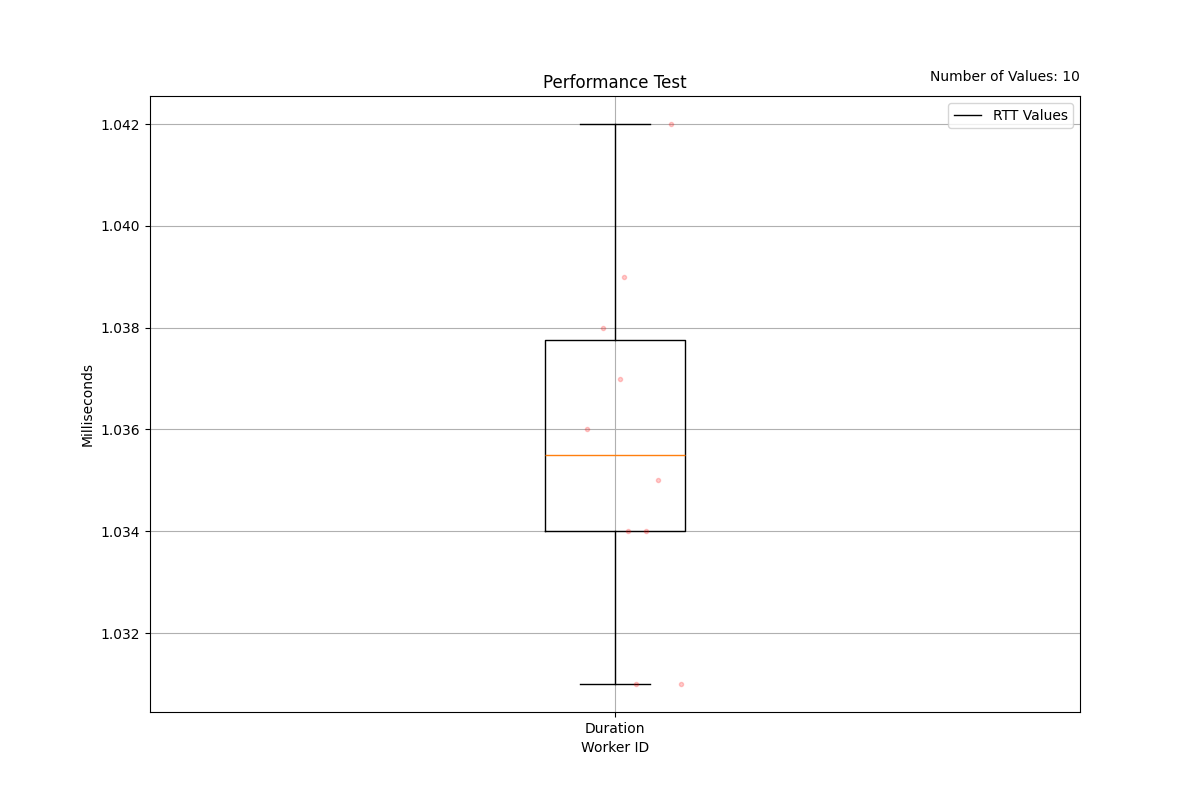 Number of Values: 10
Performance Test
RTT Values
1.042
1.040
1.038
1.036
1.034
1.032
Milliseconds
Duration
Worker ID